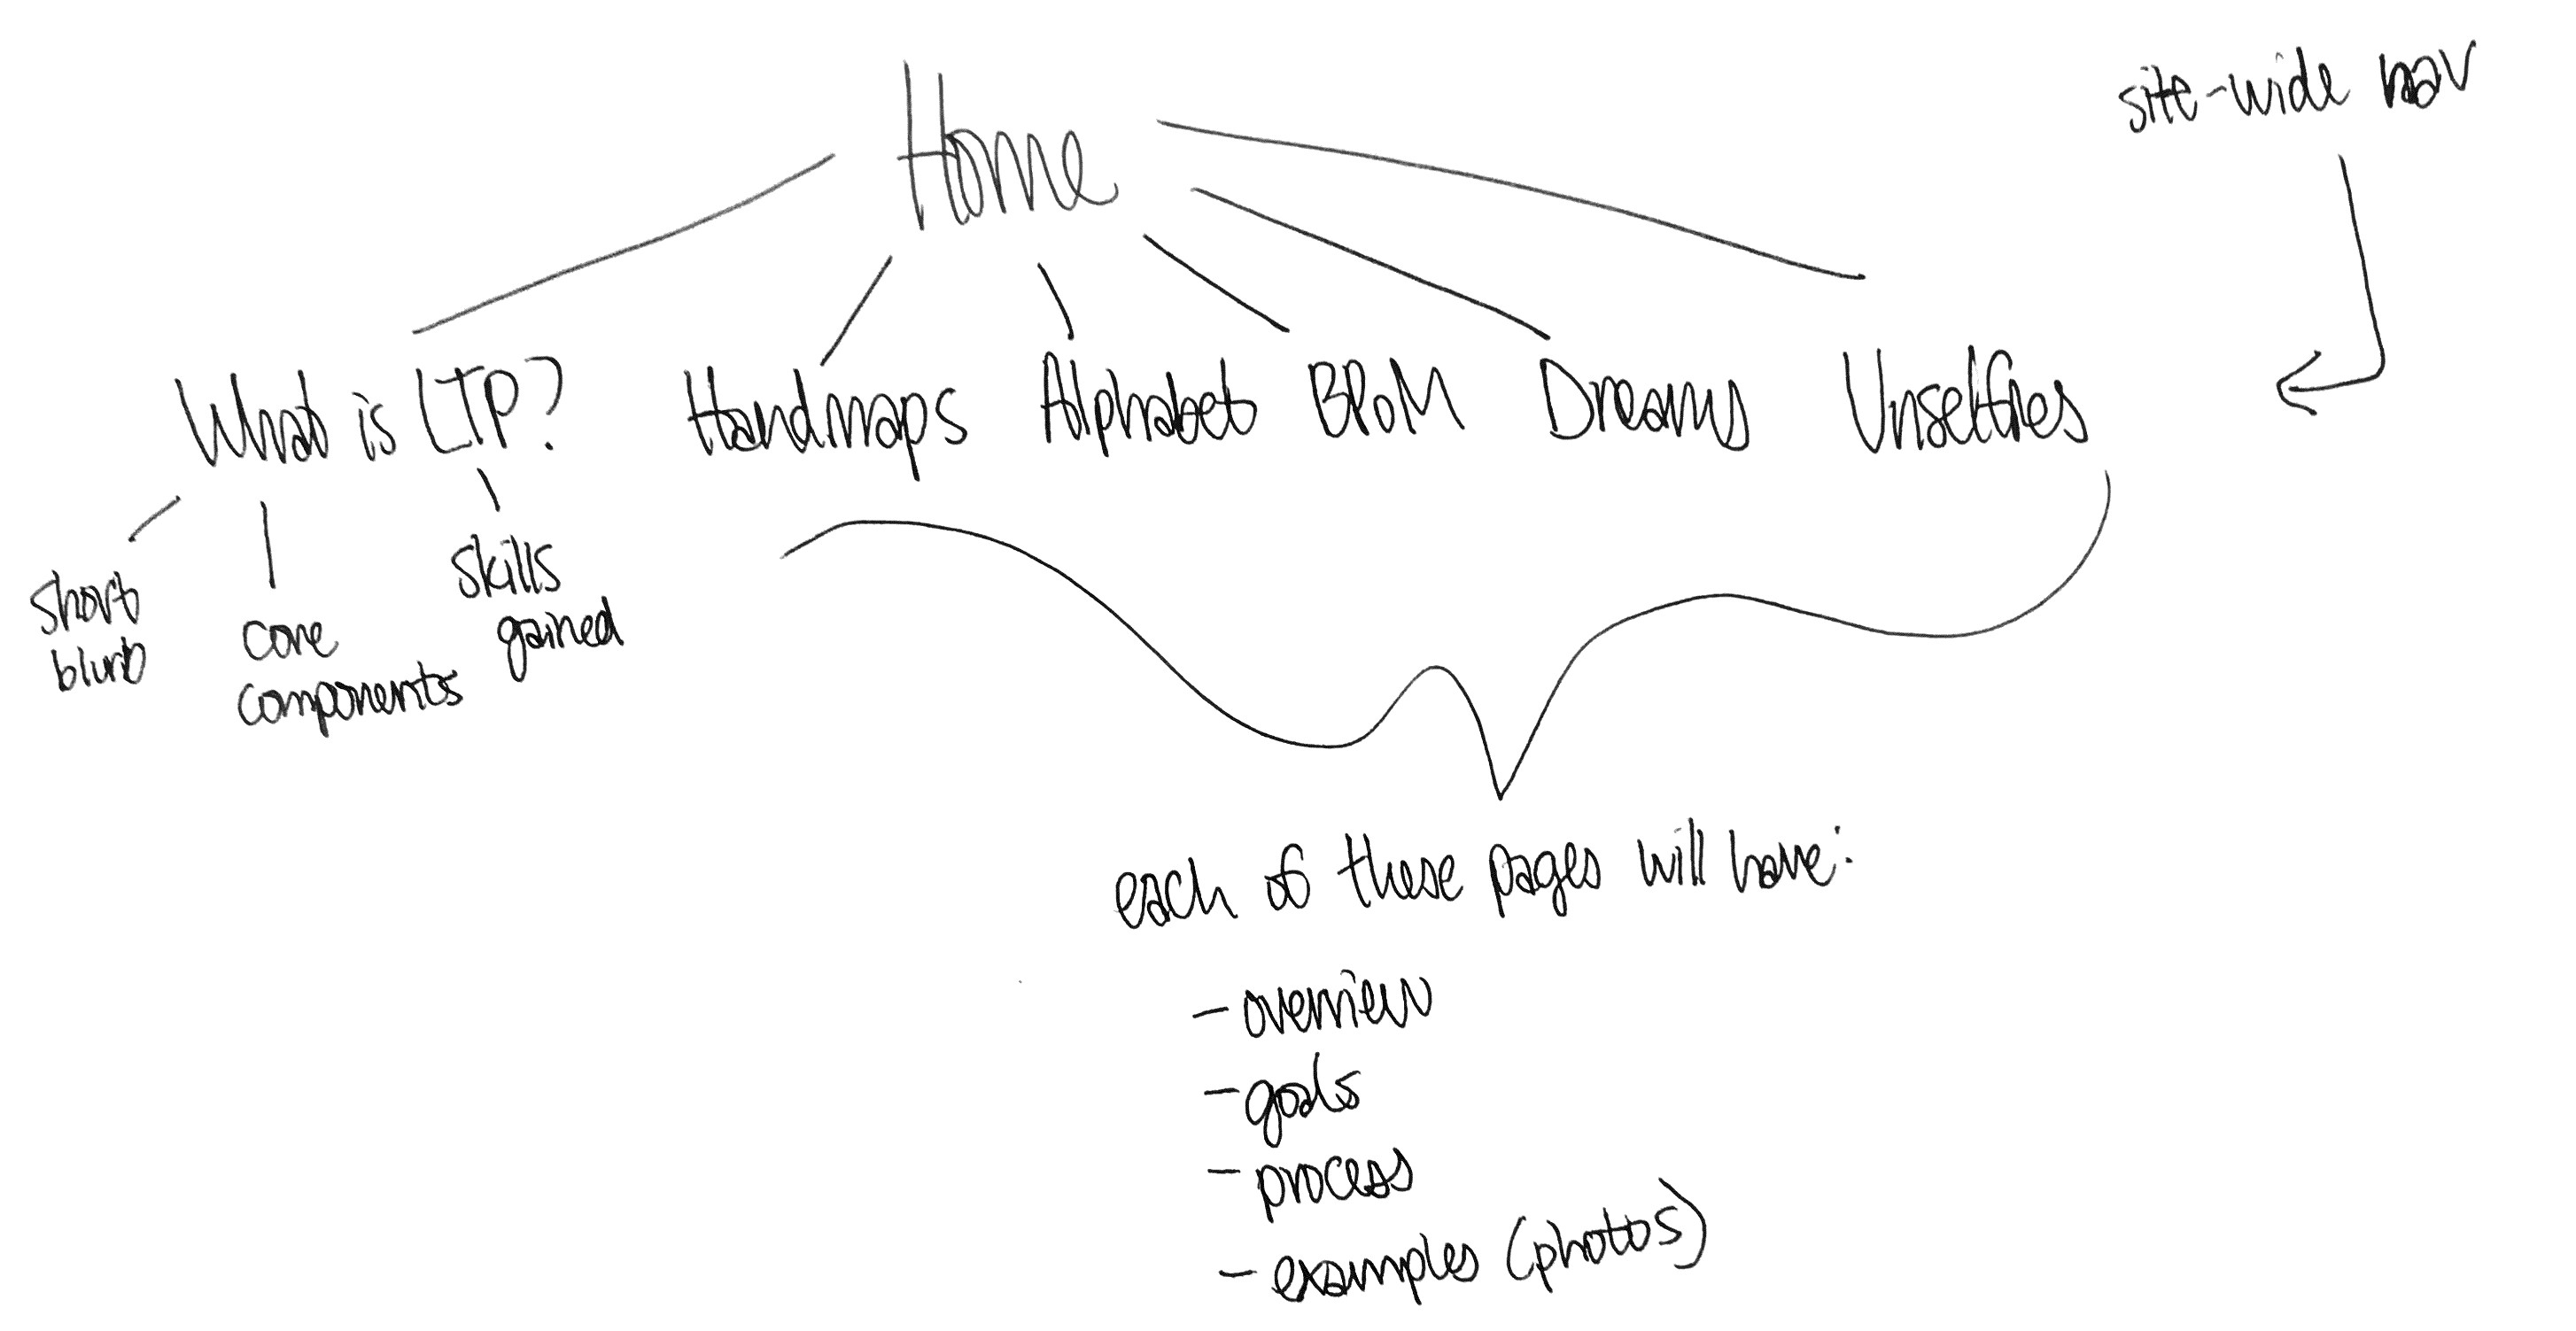 Home
site-wide nav
What is LTP? Handmaps Alphabet BPoM Dreams Unselfies
short
blurb
core
components
skills
gained
each of these pages will have:
- overview
- goals
- process
- examples (photos)